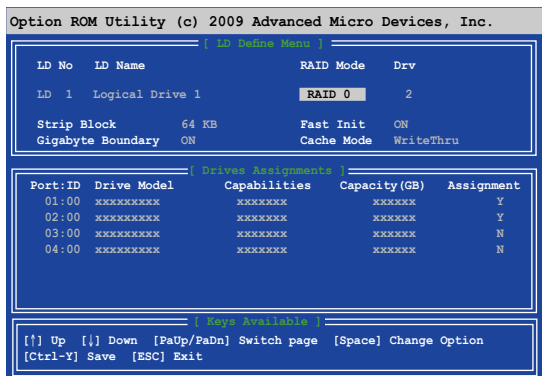 Option ROM Utility (c) 2009 Advanced Micro Devices, Inc.
[ LD Define Menu ]
LD No LD Name RAID Mode Drv
LD 1 Logical Drive 1 RAID 0 2
Strip Block 64 KB Fast Init ON
Gigabyte Boundary ON Cache Mode WriteThru
[ Drives Assignments ]
Port:ID Drive Model Capabilities Capacity(GB) Assignment
01:00 xxxxxxxxx xxxxxxx xxxxxx Y
02:00 xxxxxxxxx xxxxxxx xxxxxx Y
03:00 xxxxxxxxx xxxxxxx xxxxxx N
04:00 xxxxxxxxx xxxxxxx xxxxxx N
[ Keys Available ]
[↑] Up [↓] Down [PaUp/PaDn] Switch page [Space] Change Option
[Ctrl-Y] Save [ESC] Exit